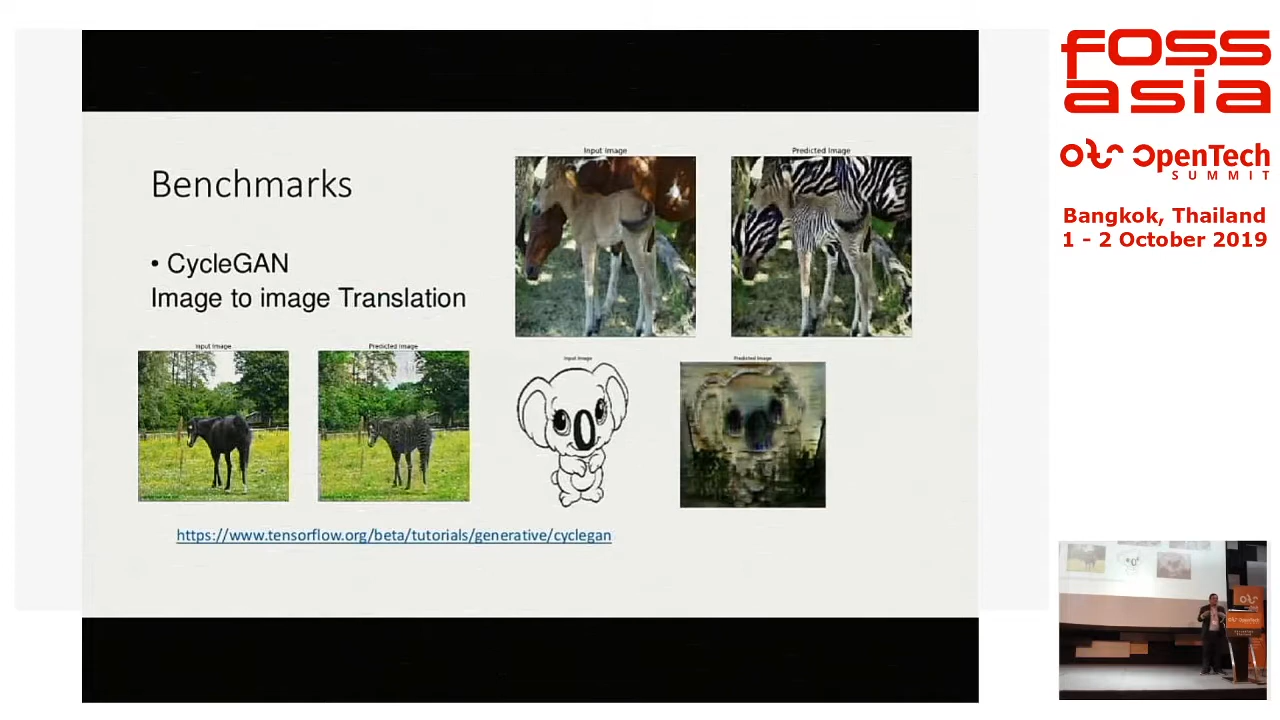 Benchmarks
• CycleGAN
Image to image Translation
Input Image
Predicted Image
Input Image
Predicted Image
Input Image
Predicted Image
https://www.tensorflow.org/beta/tutorials/generative/cyclegan
foss
asia
OpenTech
SUMMIT
Bangkok, Thailand
1 - 2 October 2019